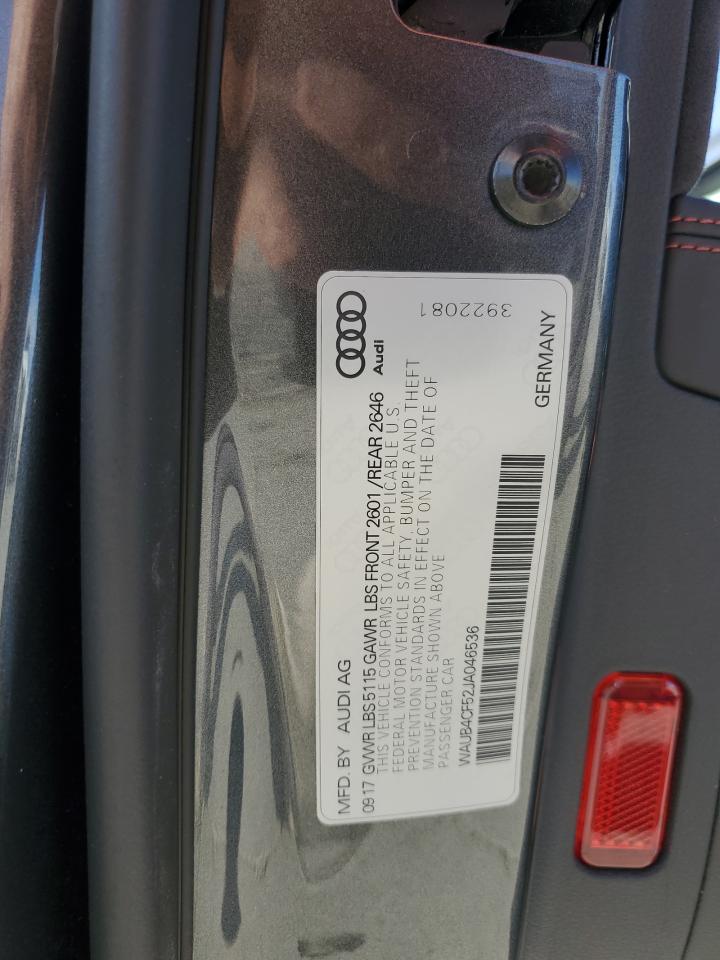 MFD. BY AUDI AG
Audi
09 17 GVWR LBS 5115 GAWR LBS FRONT 2601 /REAR 2646
THIS VEHICLE CONFORMS TO ALL APPLICABLE U.S.
FEDERAL MOTOR VEHICLE SAFETY, BUMPER AND THEFT
PREVENTION STANDARDS IN EFFECT ON THE DATE OF
MANUFACTURE SHOWN ABOVE
PASSENGER CAR
WAUB4CF52JA046536
GERMANY
3922081